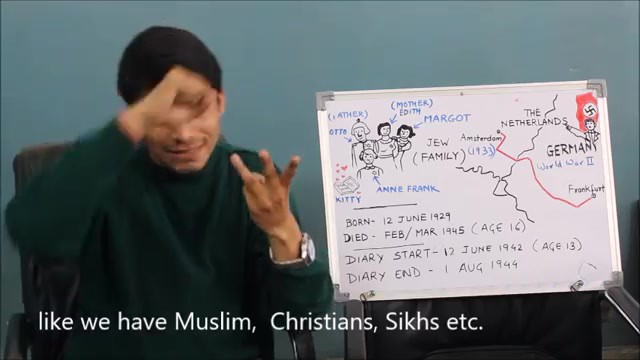 (FATHER)
OTTO
(MOTHER)
EDITH
MARGOT
JEW
(FAMILY)
ANNE FRANK
KITTY
THE
NETHERLANDS
Amsterdam
(1933)
GERMANY
World War II
Frankfurt
BORN- 12 JUNE 1929
DIED - FEB/ MAR 1945 (AGE 16)
DIARY START- 12 JUNE 1942 (AGE 13)
DIARY END - 1 AUG 1944
like we have Muslim,  Christians, Sikhs etc.